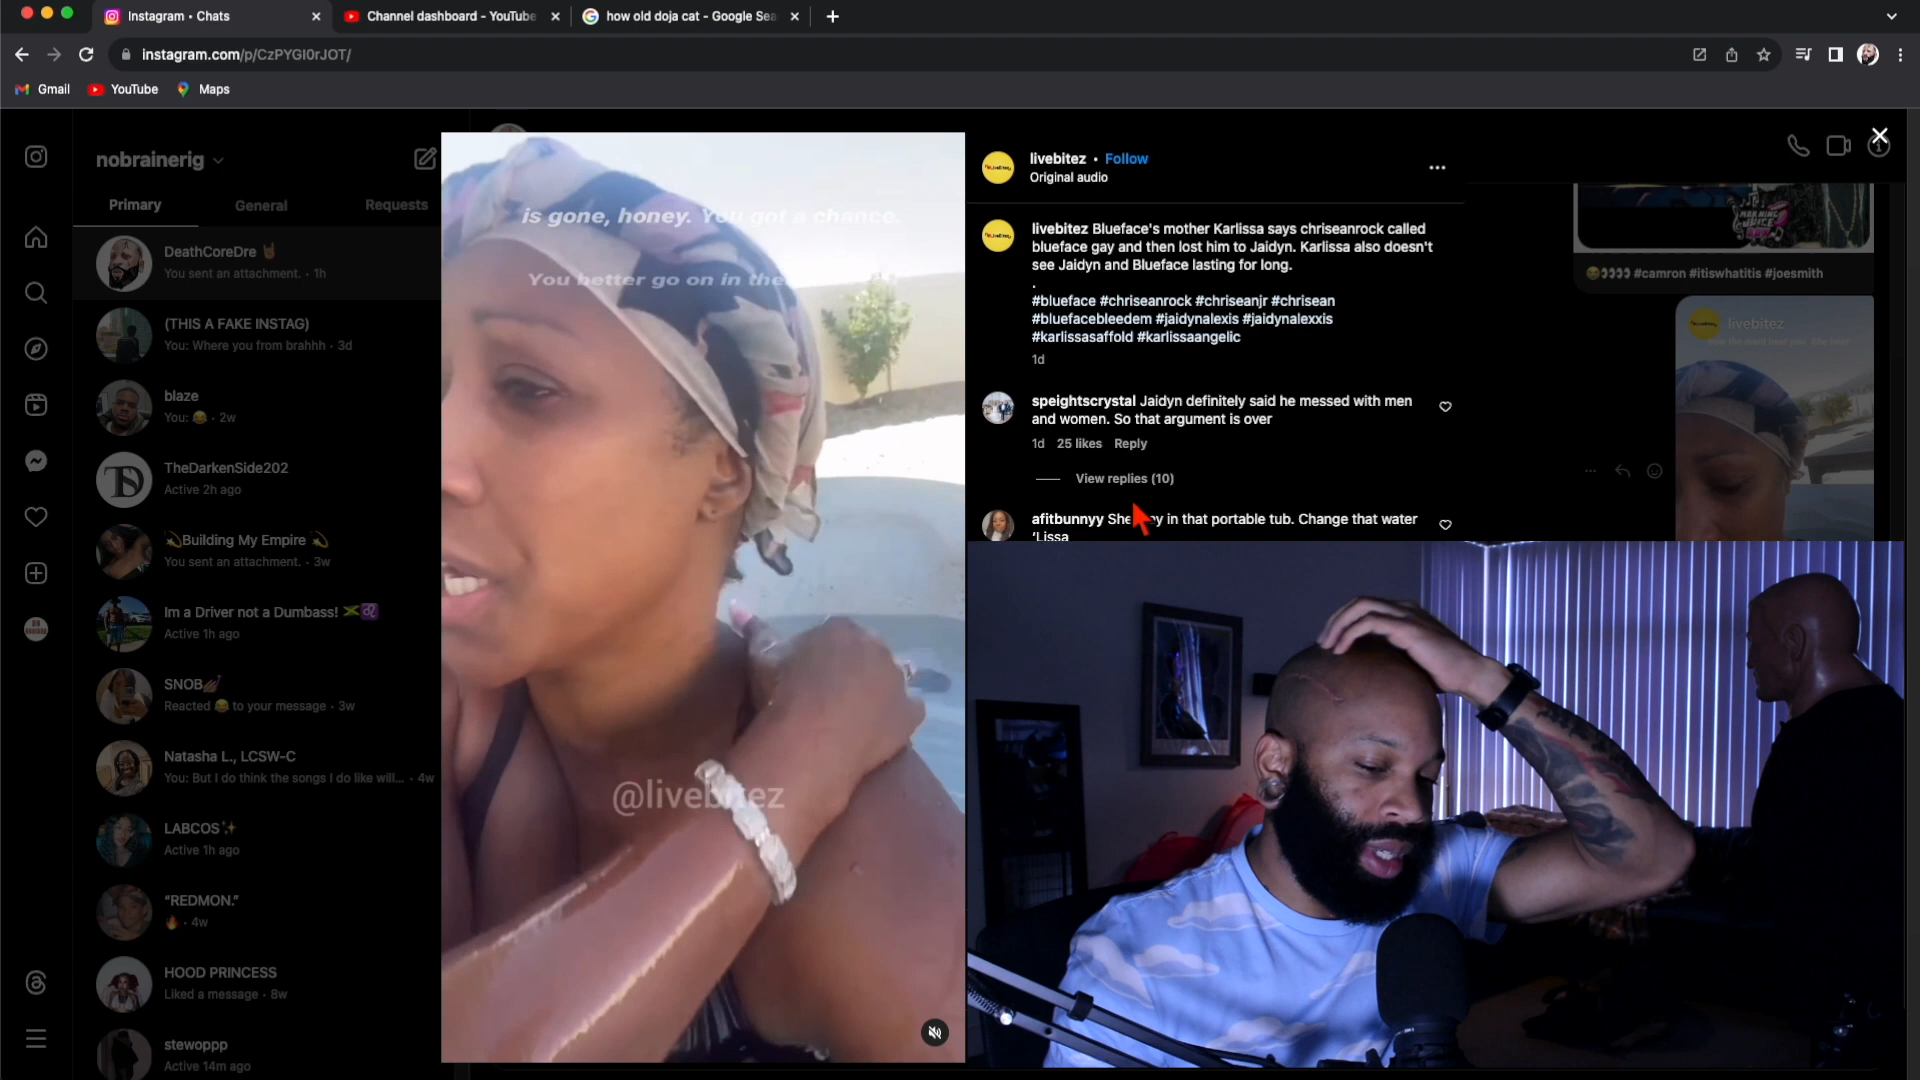 Instagram • Chats
Channel dashboard - YouTube
how old doja cat - Google Sea
instagram.com/p/CzPYGI0rJOT/
Gmail
YouTube
Maps
nobrainerig
Primary
General
Requests
DeathCoreDre 🤘🏾
You sent an attachment. · 1h
(THIS A FAKE INSTAG)
You: Where you from brahhh · 3d
blaze
You: 😂 · 2w
TheDarkenSide202
Active 2h ago
💫Building My Empire 💫
You sent an attachment. · 3w
Im a Driver not a Dumbass! 🇯🇲♌
Active 1h ago
SNOB💅🏾
Reacted 😂 to your message · 3w
Natasha L., LCSW-C
You: But I do think the songs I do like will... · 4w
LABCOS✨
Active 1h ago
"REDMON."
🔥 · 4w
HOOD PRINCESS
Liked a message · 8w
stewoppp
Active 14m ago
is gone, honey. You got a chance.
You better go on in the
@livebitez
livebitez • Follow
Original audio
livebitez Blueface's mother Karlissa says chriseanrock called
blueface gay and then lost him to Jaidyn. Karlissa also doesn't
see Jaidyn and Blueface lasting for long.
.
#blueface #chriseanrock #chriseanjr #chrisean
#bluefacebleedem #jaidynalexis #jaidynalexxis
#karlissasaffold #karlissaangelic
1d
speightscrystal Jaidyn definitely said he messed with men
and women. So that argument is over
1d 25 likes Reply
View replies (10)
afitbunnyy in that portable tub. Change that water
'Lissa
😂 #camron #itiswhatitis #joesmith
livebitez